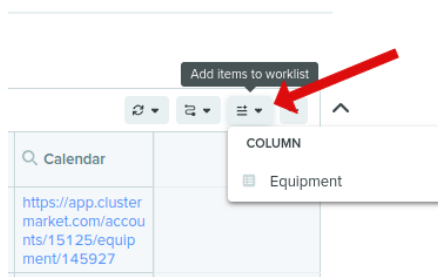 Add items to worklist
COLUMN
Calendar
Equipment
https://app.cluster
market.com/accou
nts/15125/equip
ment/145927